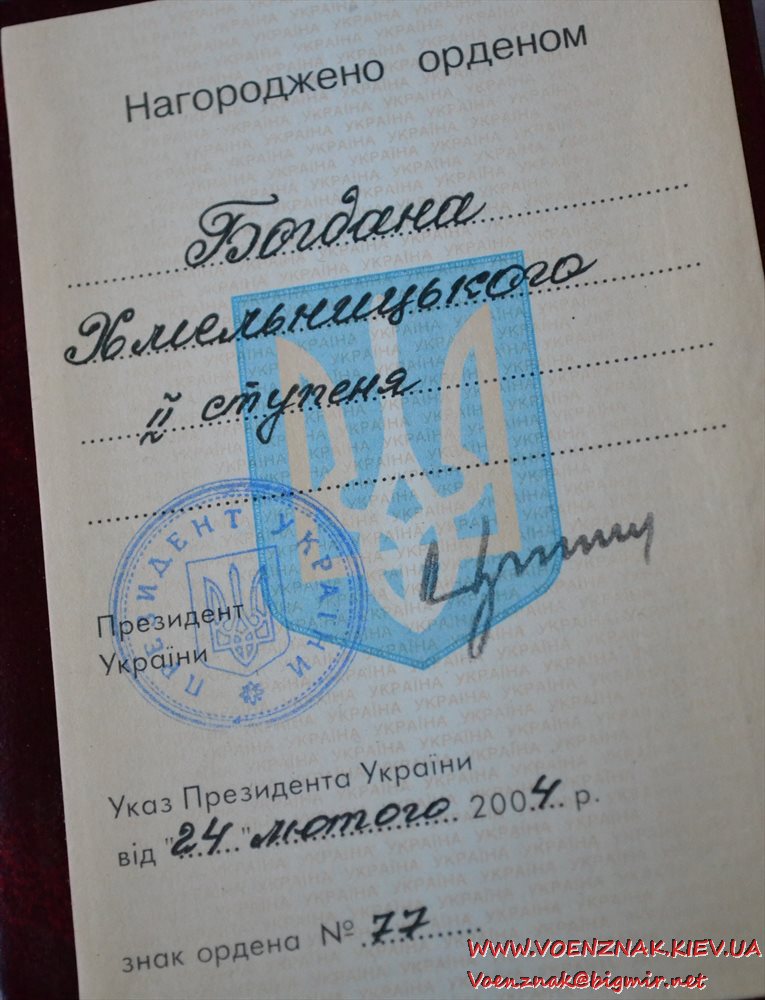 Нагороджено орденом
Богдана
Хмельницького
II ступеня
ПРЕЗИДЕНТ УКРАЇНИ
Президент
України
Указ Президента України
від "24" лютого 2004 р.
знак ордена № 77
WWW.VOENZNAK.KIEV.UA
Voenznak@bigmir.net